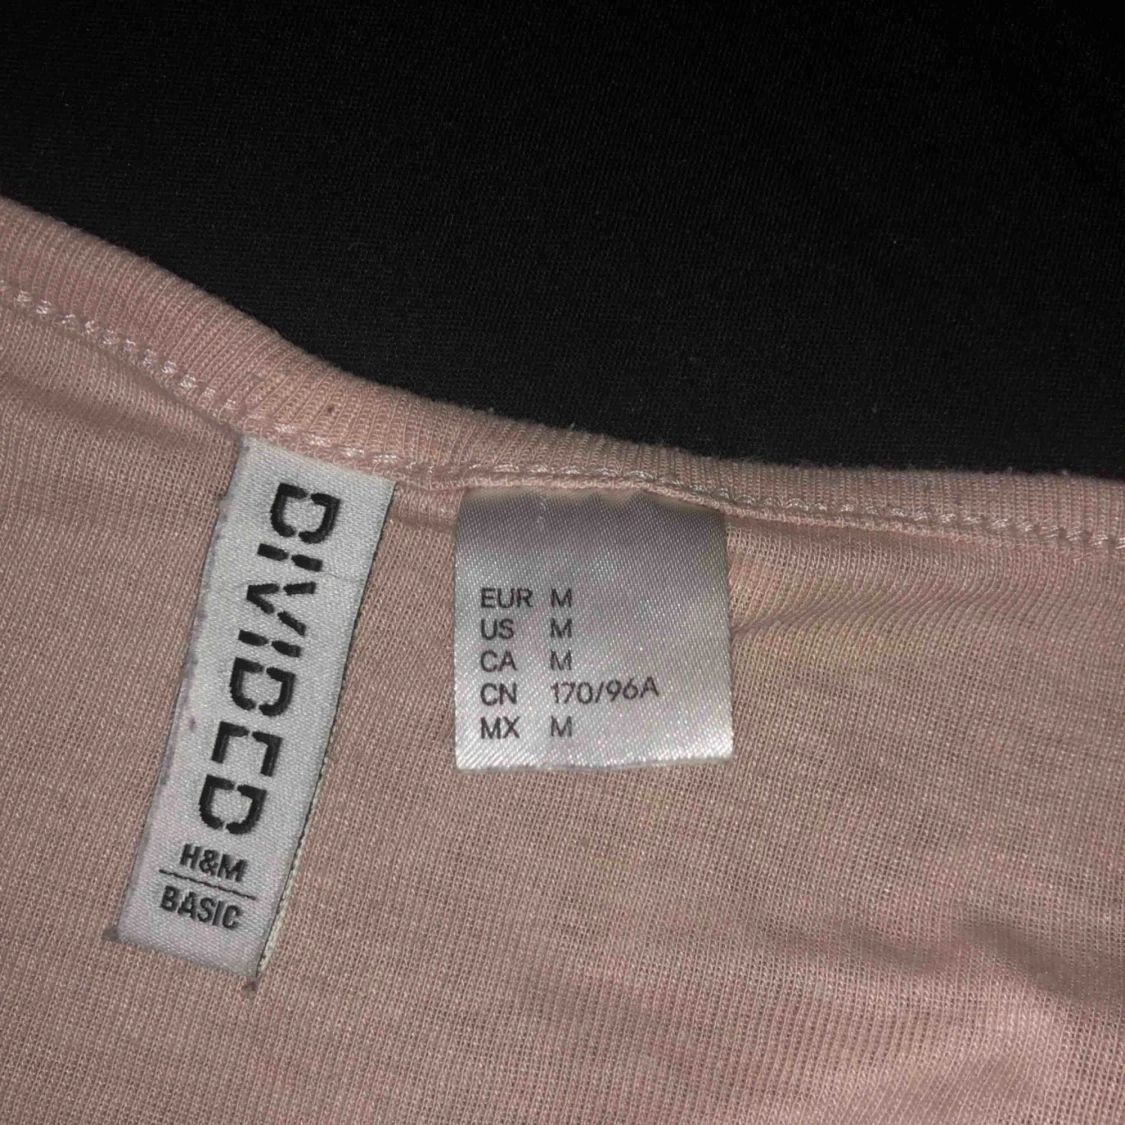 DIVIDED
H&M
BASIC
EUR M
US M
CA M
CN 170/96A
MX M